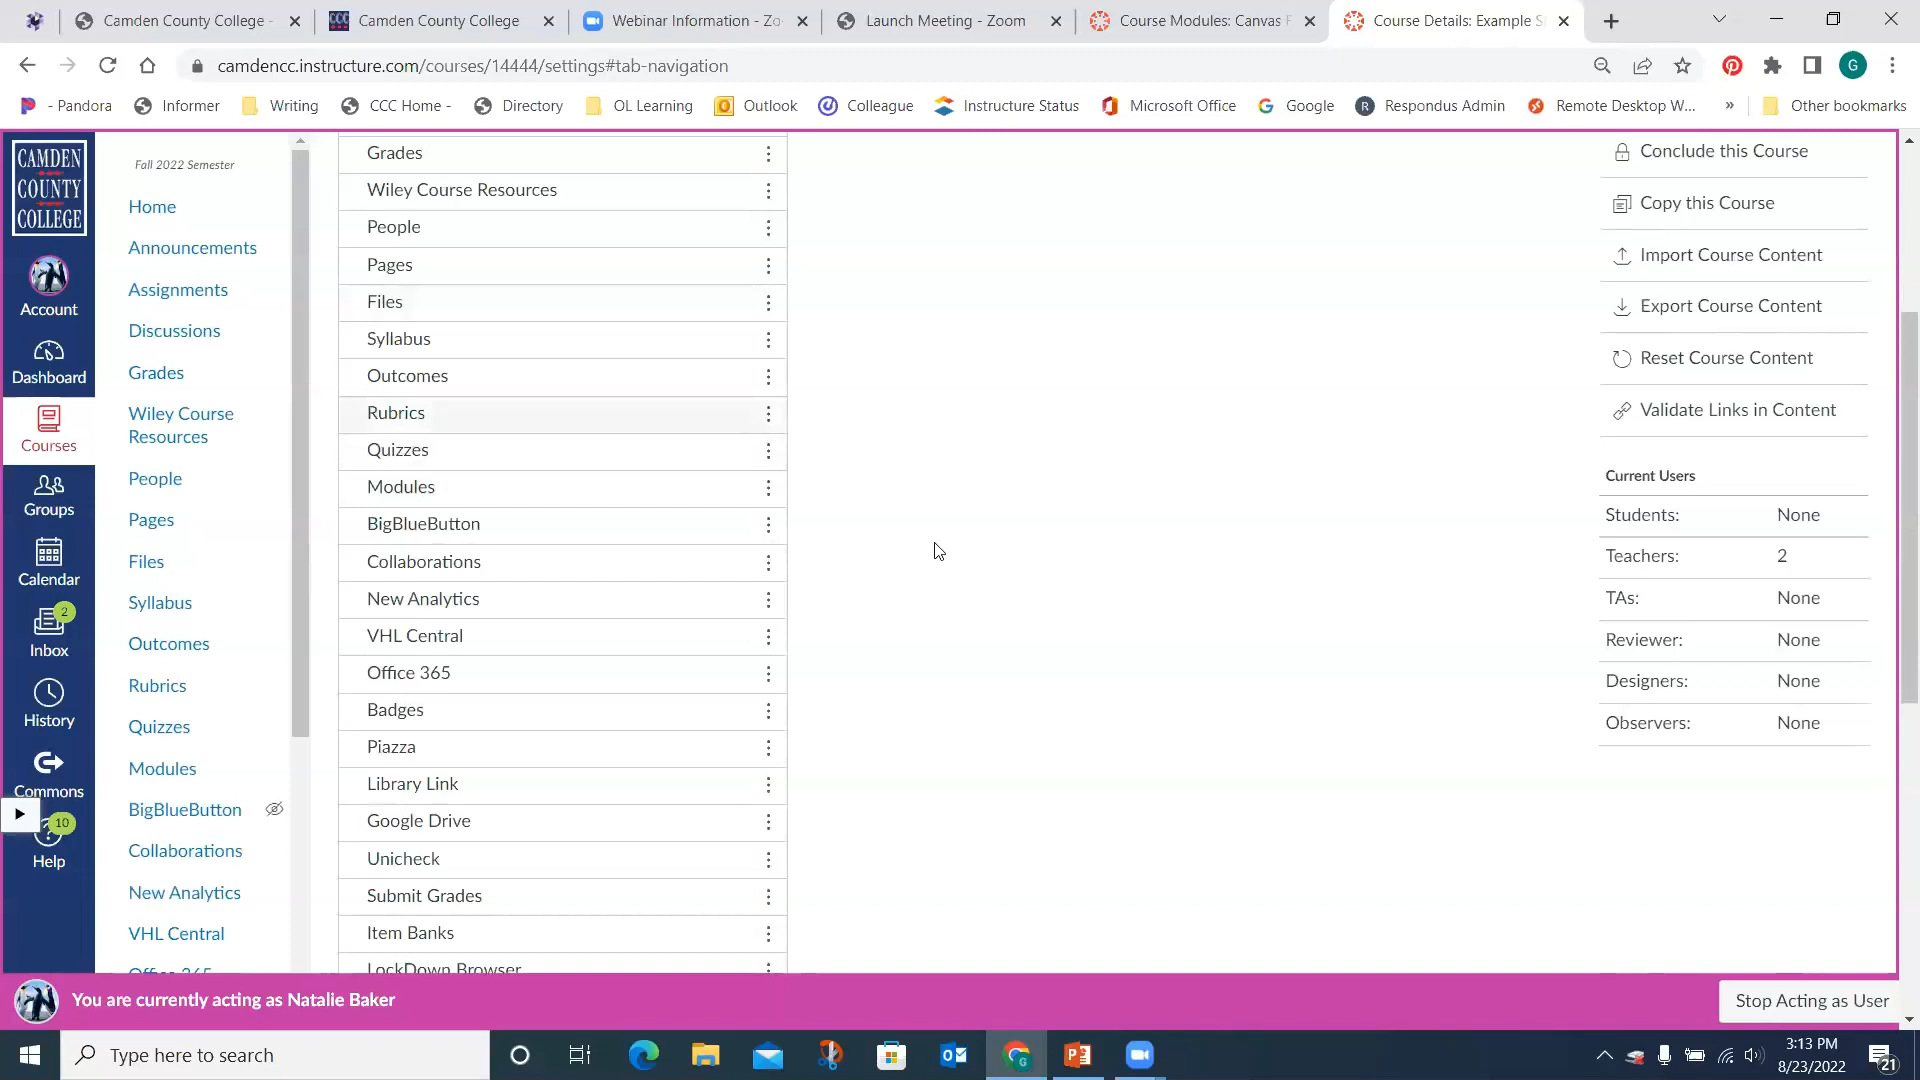 Camden County College -
Camden County College
Webinar Information - Zo
Launch Meeting - Zoom
Course Modules: Canvas F
Course Details: Example S
camdencc.instructure.com/courses/14444/settings#tab-navigation
G
- Pandora
Informer
Writing
CCC Home -
Directory
OL Learning
Outlook
Colleague
Instructure Status
Microsoft Office
Google
Respondus Admin
Remote Desktop W...
»
Other bookmarks
CAMDEN
COUNTY
COLLEGE
Account
Dashboard
Courses
Groups
Calendar
2
Inbox
History
Commons
10
Help
Fall 2022 Semester
Home
Announcements
Assignments
Discussions
Grades
Wiley Course
Resources
People
Pages
Files
Syllabus
Outcomes
Rubrics
Quizzes
Modules
BigBlueButton
Collaborations
New Analytics
VHL Central
Office 365
Grades
Wiley Course Resources
People
Pages
Files
Syllabus
Outcomes
Rubrics
Quizzes
Modules
BigBlueButton
Collaborations
New Analytics
VHL Central
Office 365
Badges
Piazza
Library Link
Google Drive
Unicheck
Submit Grades
Item Banks
LockDown Browser
Conclude this Course
Copy this Course
Import Course Content
Export Course Content
Reset Course Content
Validate Links in Content
Current Users
Students: None
Teachers: 2
TAs: None
Reviewer: None
Designers: None
Observers: None
You are currently acting as Natalie Baker
Stop Acting as User
Type here to search
3:13 PM
8/23/2022
21